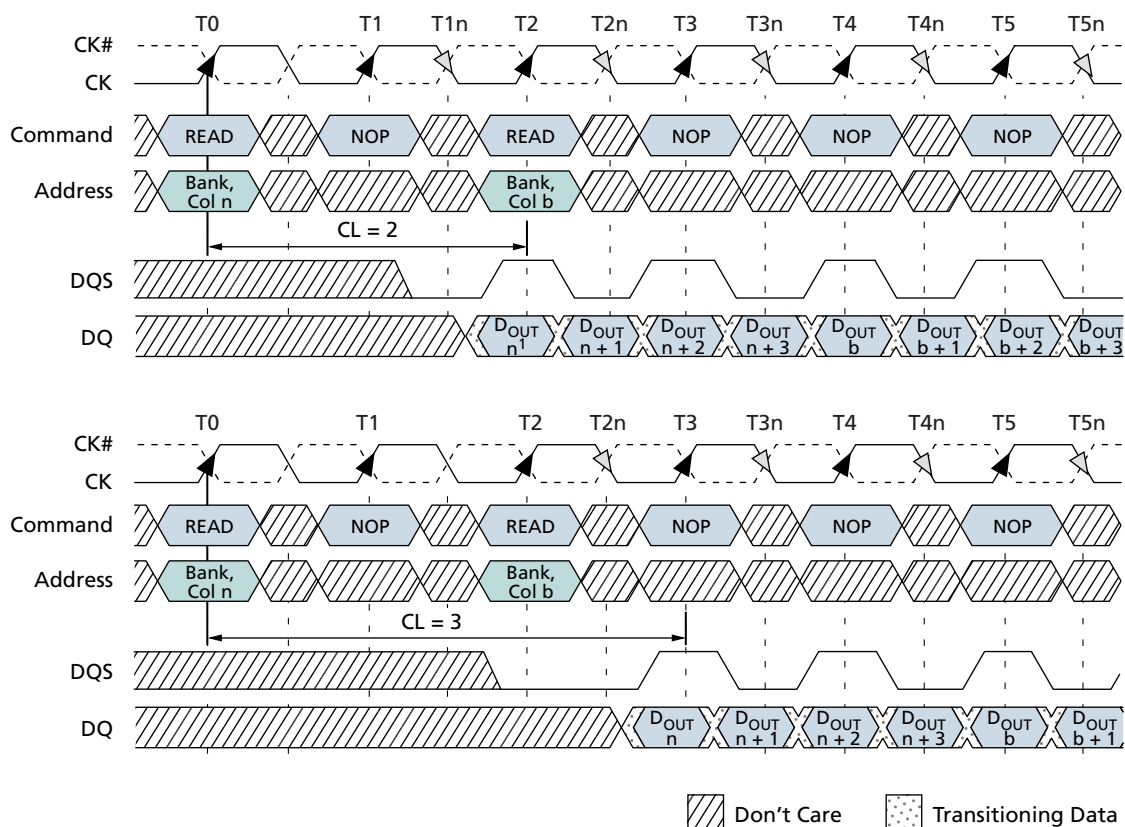 T0 T1 T1n T2 T2n T3 T3n T4 T4n T5 T5n
CK#
CK
Command READ NOP READ NOP NOP NOP
Address Bank, Col n Bank, Col b
CL = 2
DQS
DQ DOUT n1 DOUT n + 1 DOUT n + 2 DOUT n + 3 DOUT b DOUT b + 1 DOUT b + 2 DOUT b + 3
T0 T1 T2 T2n T3 T3n T4 T4n T5 T5n
CK#
CK
Command READ NOP READ NOP NOP NOP
Address Bank, Col n Bank, Col b
CL = 3
DQS
DQ DOUT n DOUT n + 1 DOUT n + 2 DOUT n + 3 DOUT b DOUT b + 1
Don't Care Transitioning Data